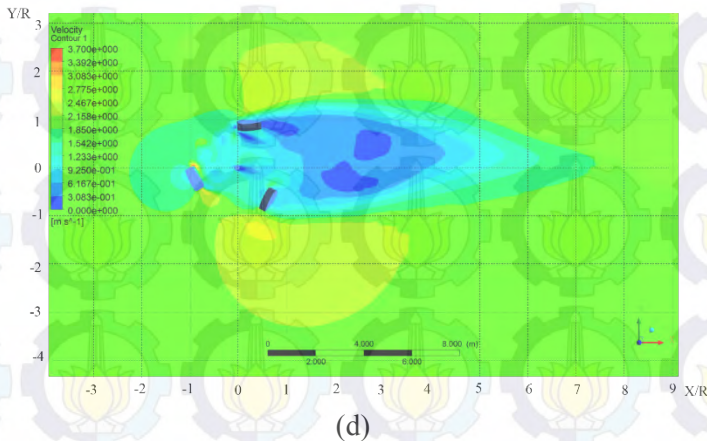 Y/R
3
2
1
0
-1
-2
-3
-4
Velocity
Contour 1
3.700e+000
3.392e+000
3.083e+000
2.775e+000
2.467e+000
2.158e+000
1.850e+000
1.542e+000
1.233e+000
9.250e-001
6.167e-001
3.083e-001
0.000e+000
[m s^-1]
0 4.000 8.000 (m)
2.000 6.000
-3 -2 -1 0 1 2 3 4 5 6 7 8 9 X/R
(d)